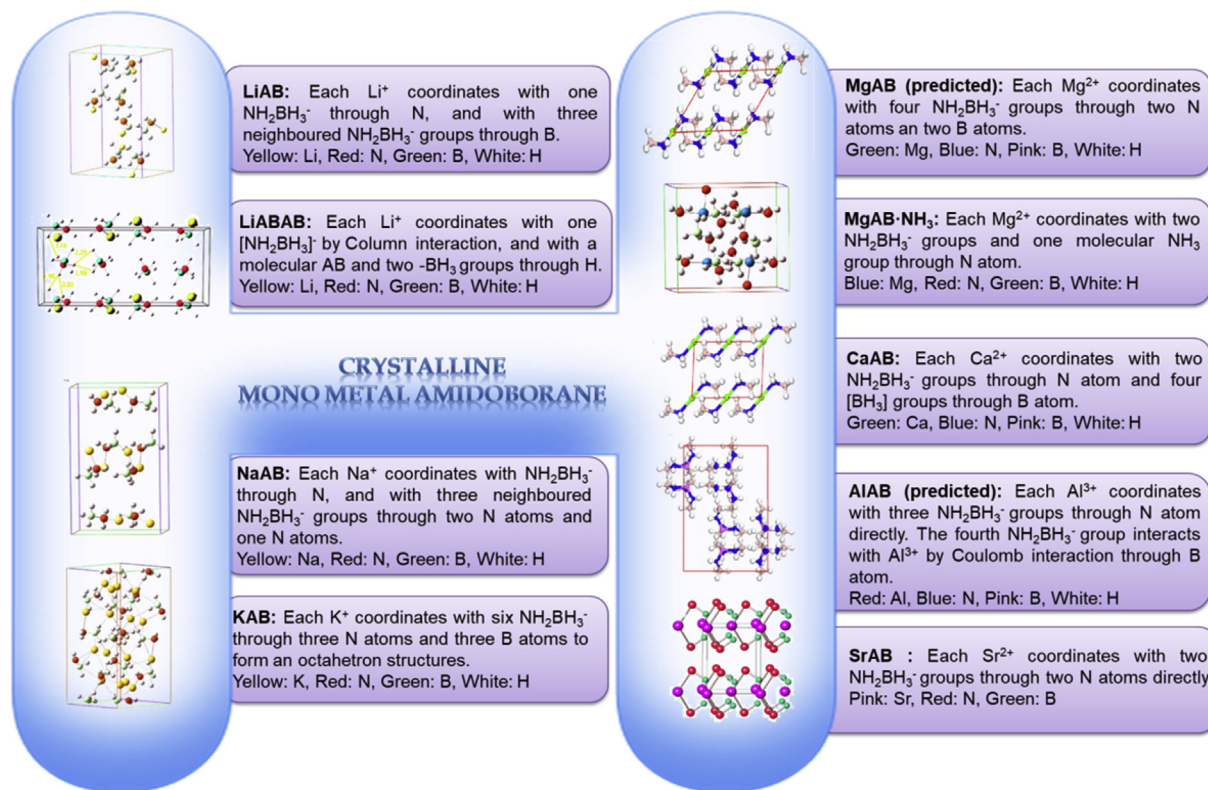 LiAB: Each Li⁺ coordinates with one
NH₂BH₃⁻ through N, and with three
neighboured NH₂BH₃⁻ groups through B.
Yellow: Li, Red: N, Green: B, White: H
LiABAB: Each Li⁺ coordinates with one
[NH₂BH₃]⁻ by Column interaction, and with a
molecular AB and two -BH₃ groups through H.
Yellow: Li, Red: N, Green: B, White: H
CRYSTALLINE
MONO METAL AMIDOBORANE
NaAB: Each Na⁺ coordinates with NH₂BH₃⁻
through N, and with three neighboured
NH₂BH₃⁻ groups through two N atoms and
one N atoms.
Yellow: Na, Red: N, Green: B, White: H
KAB: Each K⁺ coordinates with six NH₂BH₃⁻
through three N atoms and three B atoms to
form an octahetron structures.
Yellow: K, Red: N, Green: B, White: H
MgAB (predicted): Each Mg²⁺ coordinates
with four NH₂BH₃⁻ groups through two N
atoms an two B atoms.
Green: Mg, Blue: N, Pink: B, White: H
MgAB·NH₃: Each Mg²⁺ coordinates with two
NH₂BH₃⁻ groups and one molecular NH₃
group through N atom.
Blue: Mg, Red: N, Green: B, White: H
CaAB: Each Ca²⁺ coordinates with two
NH₂BH₃⁻ groups through N atom and four
[BH₃] groups through B atom.
Green: Ca, Blue: N, Pink: B, White: H
AlAB (predicted): Each Al³⁺ coordinates
with three NH₂BH₃⁻ groups through N atom
directly. The fourth NH₂BH₃⁻ group interacts
with Al³⁺ by Coulomb interaction through B
atom.
Red: Al, Blue: N, Pink: B, White: H
SrAB : Each Sr²⁺ coordinates with two
NH₂BH₃⁻ groups through two N atoms directly
Pink: Sr, Red: N, Green: B